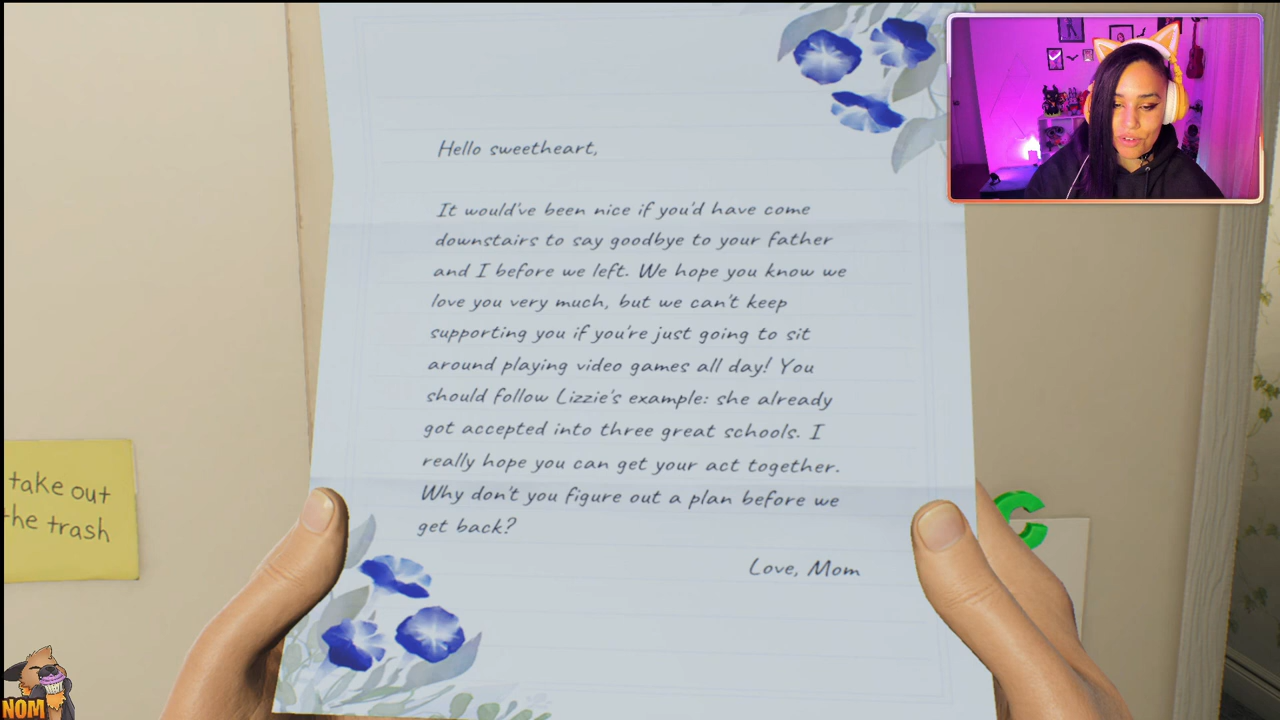 Hello sweetheart,
It would've been nice if you'd have come
downstairs to say goodbye to your father
and I before we left. We hope you know we
love you very much, but we can't keep
supporting you if you're just going to sit
around playing video games all day! You
should follow Lizzie's example: she already
got accepted into three great schools. I
really hope you can get your act together.
Why don't you figure out a plan before we
get back?
Love, Mom
take out
the trash
NOM